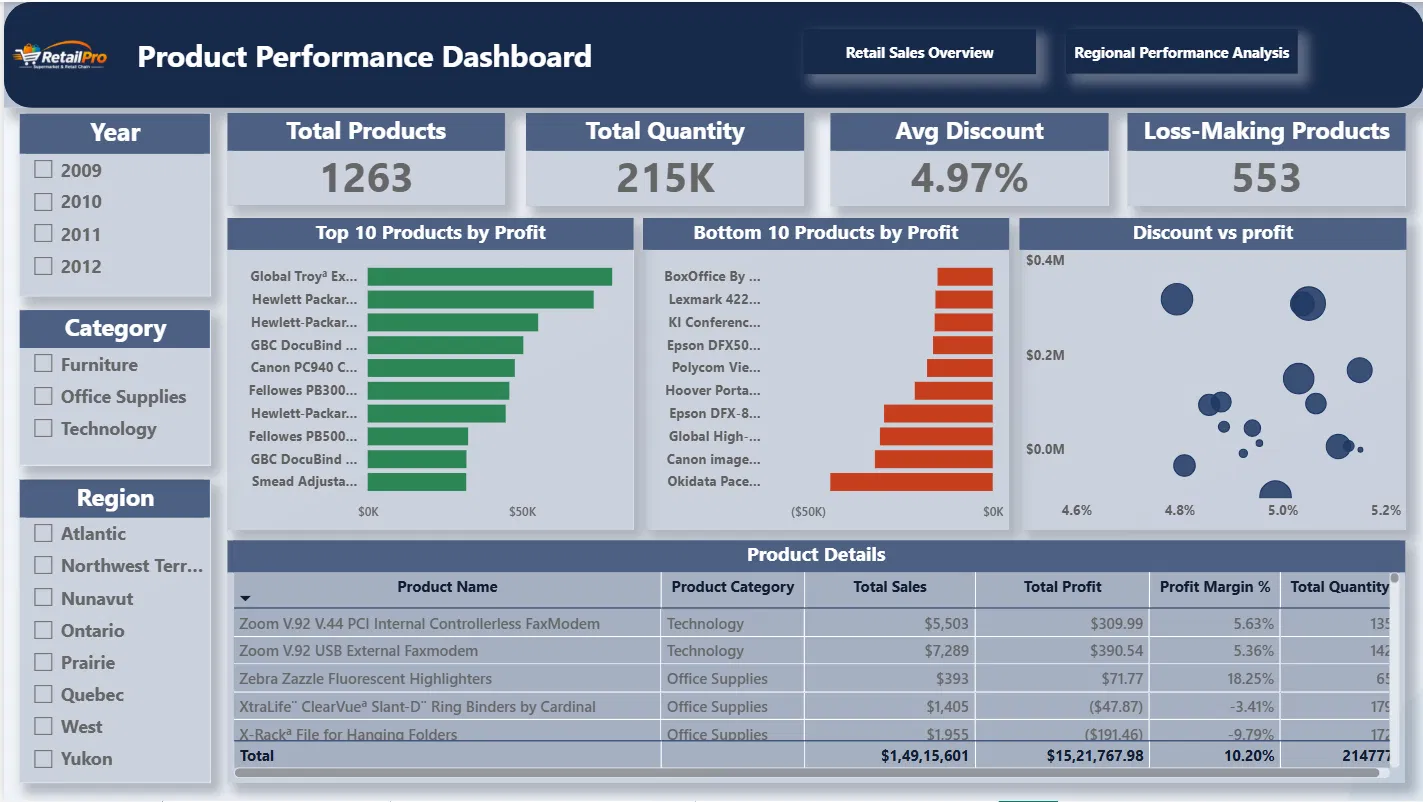 RetailPro
Supermarket & Retail Chain
Product Performance Dashboard
Retail Sales Overview
Regional Performance Analysis
Year
2009
2010
2011
2012
Category
Furniture
Office Supplies
Technology
Region
Atlantic
Northwest Terr...
Nunavut
Ontario
Prairie
Quebec
West
Yukon
Total Products
1263
Total Quantity
215K
Avg Discount
4.97%
Loss-Making Products
553
Top 10 Products by Profit
Global Troyª Ex...
Hewlett Packar...
Hewlett-Packar...
GBC DocuBind ...
Canon PC940 C...
Fellowes PB300...
Hewlett-Packar...
Fellowes PB500...
GBC DocuBind ...
Smead Adjusta...
$0K $50K
Bottom 10 Products by Profit
BoxOffice By ...
Lexmark 422...
KI Conferenc...
Epson DFX50...
Polycom Vie...
Hoover Porta...
Epson DFX-8...
Global High-...
Canon image...
Okidata Pace...
($50K) $0K
Discount vs profit
$0.4M
$0.2M
$0.0M
4.6% 4.8% 5.0% 5.2%
Product Details
Product Name Product Category Total Sales Total Profit Profit Margin % Total Quantity
Zoom V.92 V.44 PCI Internal Controllerless FaxModem Technology $5,503 $309.99 5.63% 135
Zoom V.92 USB External Faxmodem Technology $7,289 $390.54 5.36% 142
Zebra Zazzle Fluorescent Highlighters Office Supplies $393 $71.77 18.25% 65
XtraLife¨ ClearVueª Slant-D¨ Ring Binders by Cardinal Office Supplies $1,405 ($47.87) -3.41% 179
X-Rackª File for Hanging Folders Office Supplies $1,955 ($191.46) -9.79% 172
Total $1,49,15,601 $15,21,767.98 10.20% 214777